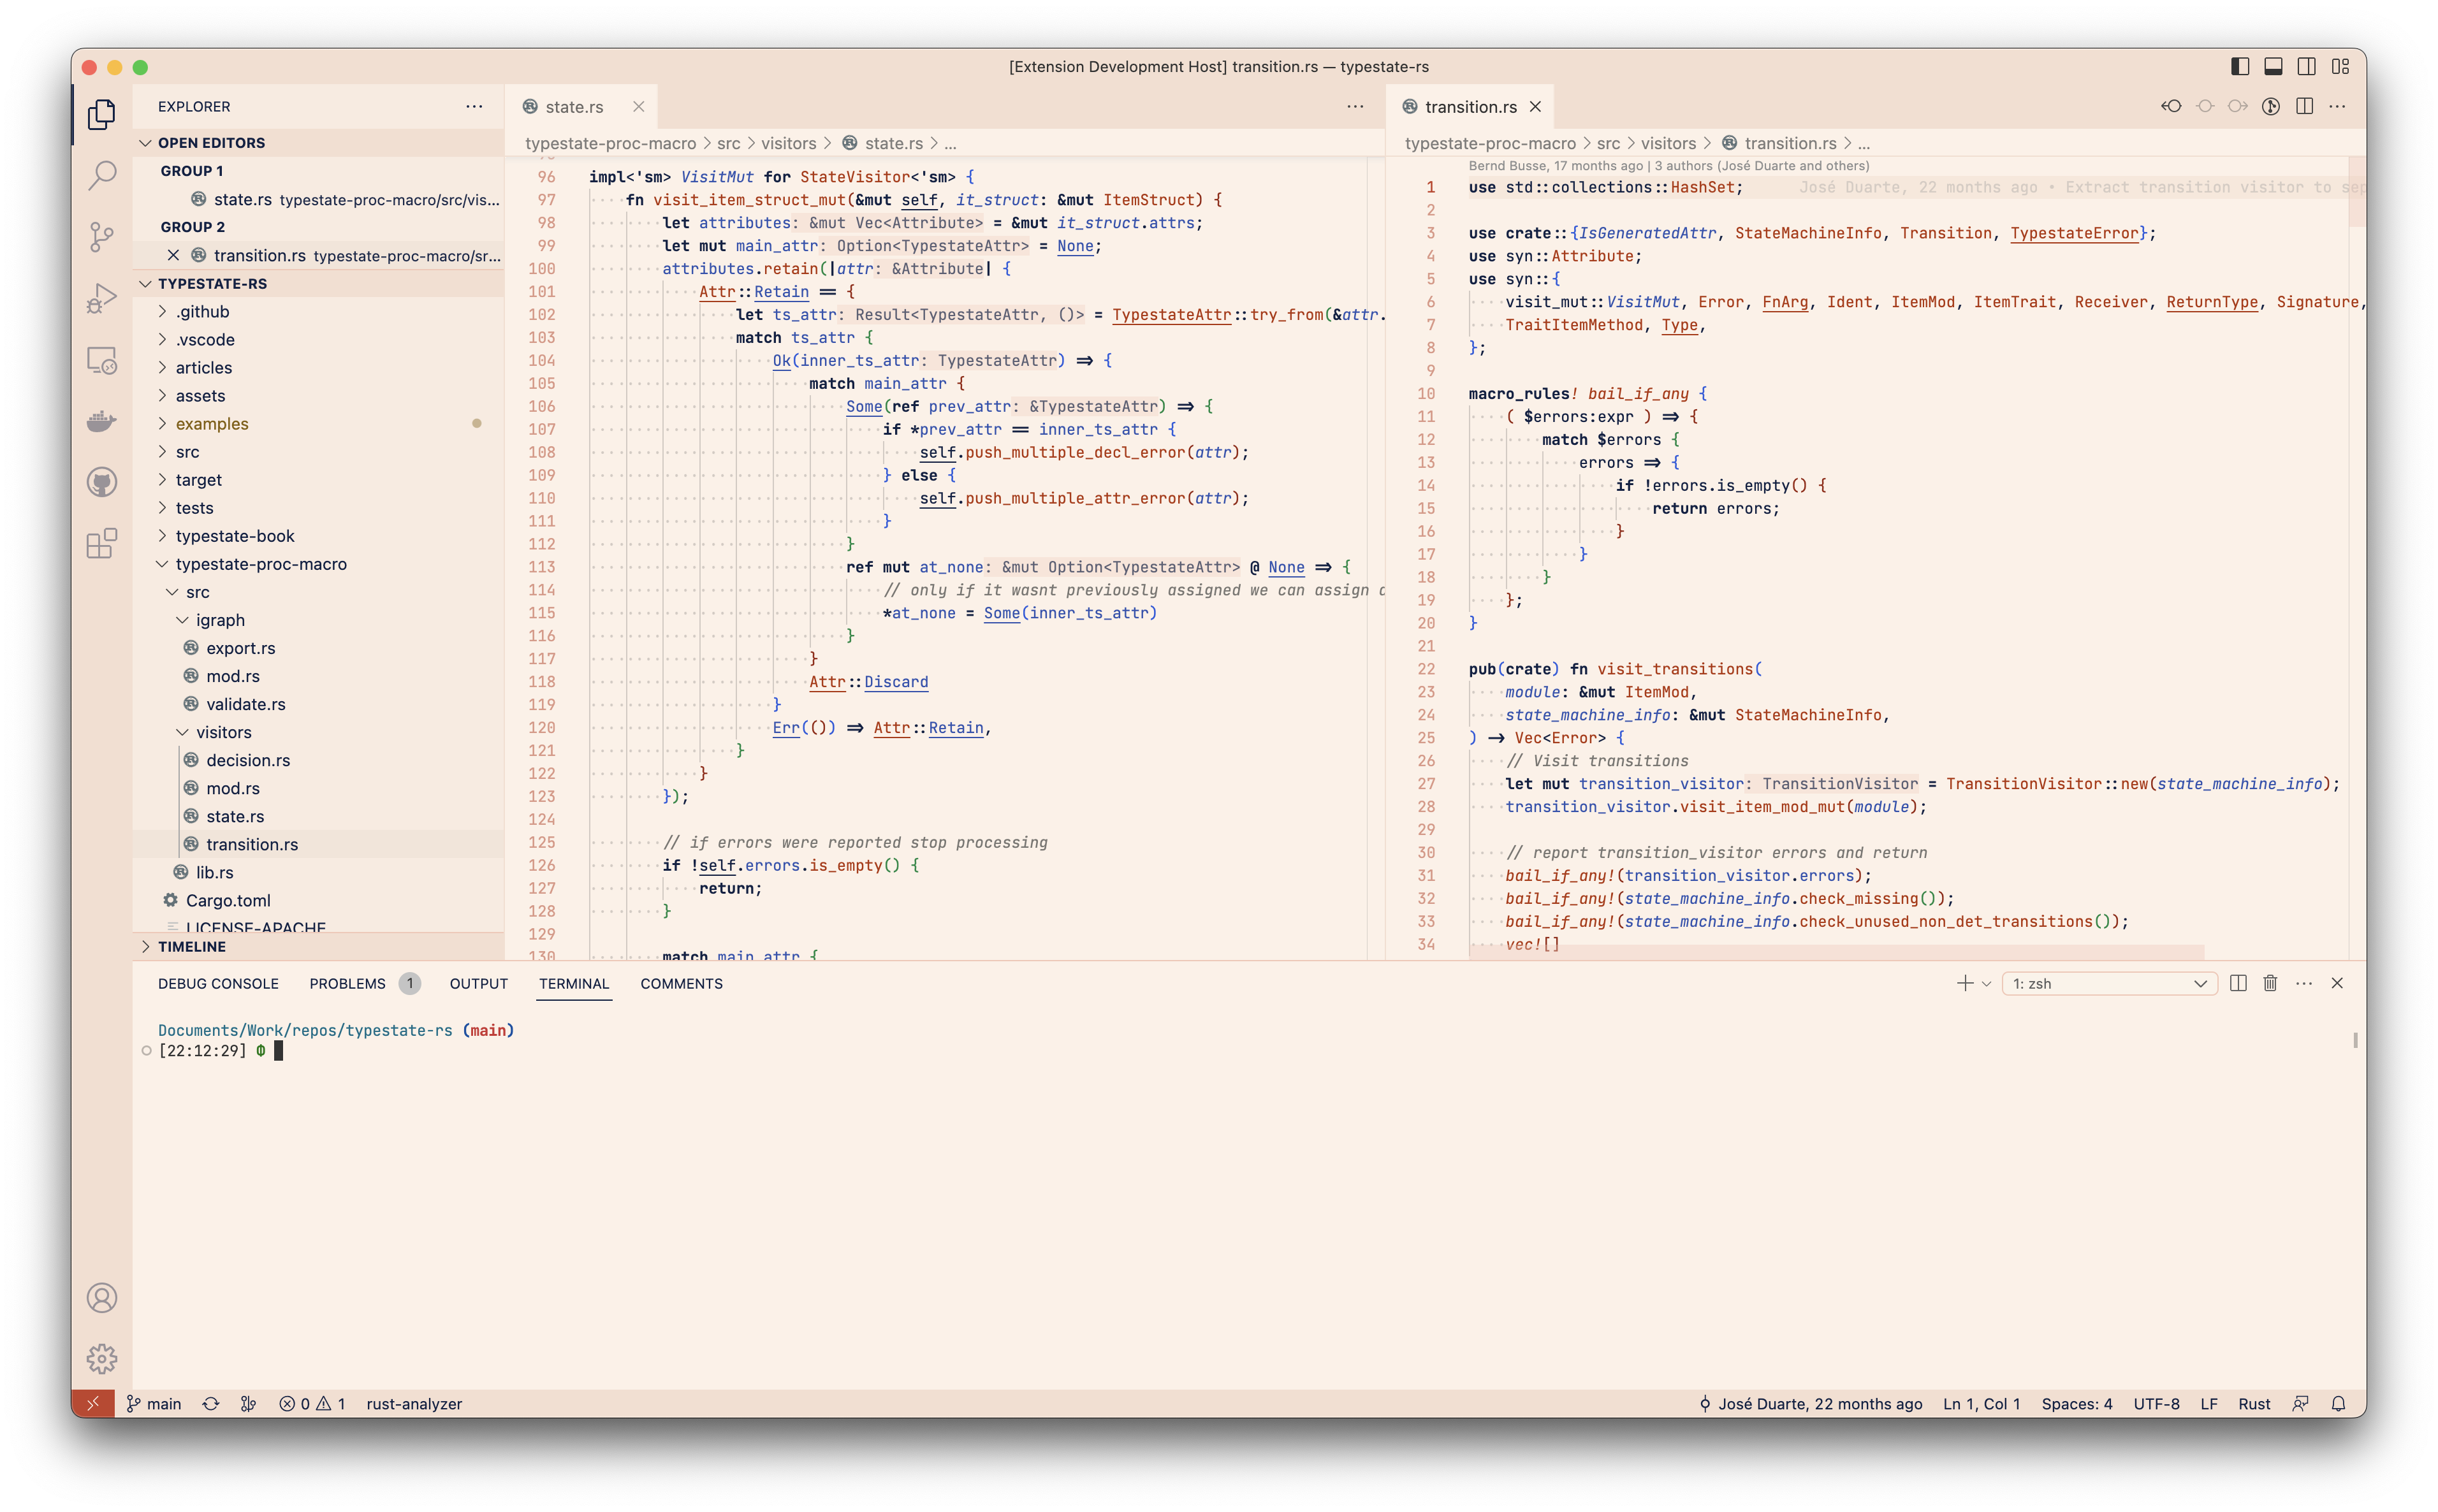 [Extension Development Host] transition.rs — typestate-rs
EXPLORER
OPEN EDITORS
GROUP 1
state.rs typestate-proc-macro/src/vis...
GROUP 2
transition.rs typestate-proc-macro/sr...
TYPESTATE-RS
.github
.vscode
articles
assets
examples
src
target
tests
typestate-book
typestate-proc-macro
src
igraph
export.rs
mod.rs
validate.rs
visitors
decision.rs
mod.rs
state.rs
transition.rs
lib.rs
Cargo.toml
LICENSE-APACHE
TIMELINE
state.rs
typestate-proc-macro > src > visitors > state.rs > ...
96 impl<'sm> VisitMut for StateVisitor<'sm> {
97 fn visit_item_struct_mut(&mut self, it_struct: &mut ItemStruct) {
98 let attributes: &mut Vec<Attribute> = &mut it_struct.attrs;
99 let mut main_attr: Option<TypestateAttr> = None;
100 attributes.retain(|attr: &Attribute| {
101 Attr::Retain == {
102 let ts_attr: Result<TypestateAttr, ()> = TypestateAttr::try_from(&attr.
103 match ts_attr {
104 Ok(inner_ts_attr: TypestateAttr) => {
105 match main_attr {
106 Some(ref prev_attr: &TypestateAttr) => {
107 if *prev_attr == inner_ts_attr {
108 self.push_multiple_decl_error(attr);
109 } else {
110 self.push_multiple_attr_error(attr);
111 }
112 }
113 ref mut at_none: &mut Option<TypestateAttr> @ None => {
114 // only if it wasnt previously assigned we can assign
115 *at_none = Some(inner_ts_attr)
116 }
117 }
118 Attr::Discard
119 }
120 Err(()) => Attr::Retain,
121 }
122 }
123 });
124
125 // if errors were reported stop processing
126 if !self.errors.is_empty() {
127 return;
128 }
129
130 match main_attr {
transition.rs
typestate-proc-macro > src > visitors > transition.rs > ...
Bernd Busse, 17 months ago | 3 authors (José Duarte and others)
1 use std::collections::HashSet; José Duarte, 22 months ago • Extract transition visitor to sep
2
3 use crate::{IsGeneratedAttr, StateMachineInfo, Transition, TypestateError};
4 use syn::Attribute;
5 use syn::{
6 visit_mut::VisitMut, Error, FnArg, Ident, ItemMod, ItemTrait, Receiver, ReturnType, Signature,
7 TraitItemMethod, Type,
8 };
9
10 macro_rules! bail_if_any {
11 ( $errors:expr ) => {
12 match $errors {
13 errors => {
14 if !errors.is_empty() {
15 return errors;
16 }
17 }
18 }
19 };
20 }
21
22 pub(crate) fn visit_transitions(
23 module: &mut ItemMod,
24 state_machine_info: &mut StateMachineInfo,
25 ) -> Vec<Error> {
26 // Visit transitions
27 let mut transition_visitor: TransitionVisitor = TransitionVisitor::new(state_machine_info);
28 transition_visitor.visit_item_mod_mut(module);
29
30 // report transition_visitor errors and return
31 bail_if_any!(transition_visitor.errors);
32 bail_if_any!(state_machine_info.check_missing());
33 bail_if_any!(state_machine_info.check_unused_non_det_transitions());
34 vec![]
DEBUG CONSOLE PROBLEMS 1 OUTPUT TERMINAL COMMENTS
1: zsh
Documents/Work/repos/typestate-rs (main)
[22:12:29]
main 0 1 rust-analyzer
José Duarte, 22 months ago Ln 1, Col 1 Spaces: 4 UTF-8 LF Rust